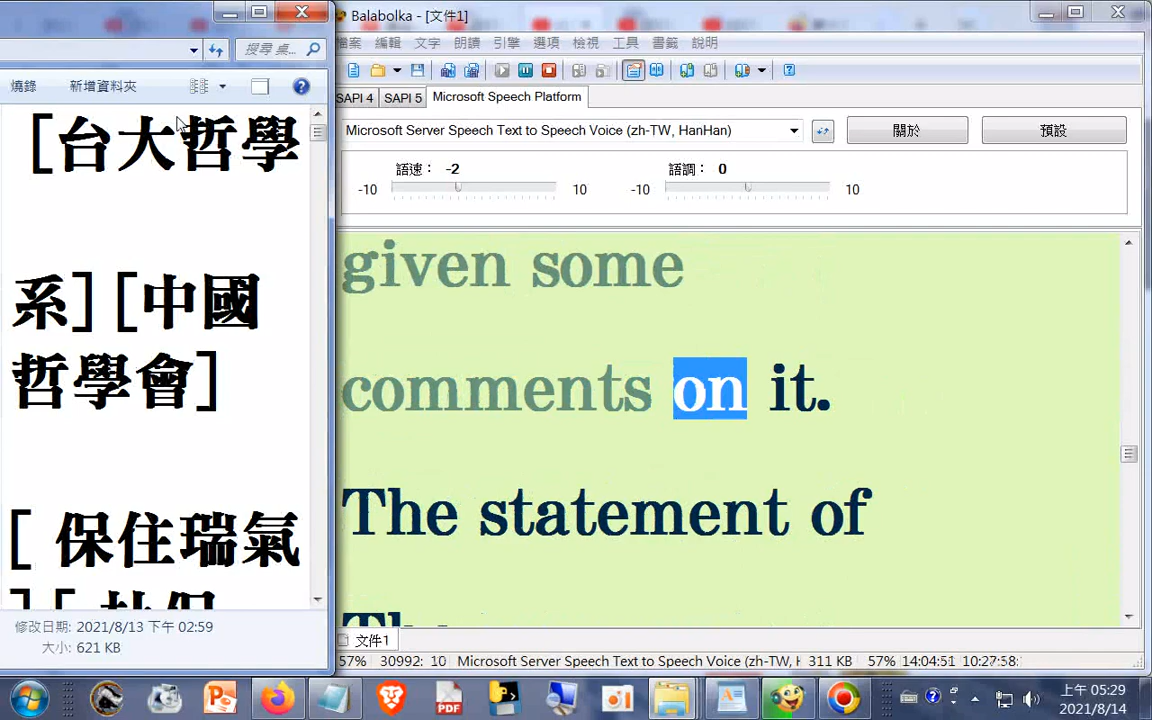 搜尋 桌...
燒錄 新增資料夾
[台大哲學
系] [中國
哲學會]
[ 保住瑞氣
修改日期: 2021/8/13 下午 02:59
大小: 621 KB
Balabolka - [文件1]
檔案 編輯 文字 朗讀 引擎 選項 檢視 工具 書籤 說明
SAPI 4 SAPI 5 Microsoft Speech Platform
Microsoft Server Speech Text to Speech Voice (zh-TW, HanHan) 關於 預設
語速: -2 語調: 0
-10 10 -10 10
given some
comments on it.
The statement of
文件1
57% 30992: 10 Microsoft Server Speech Text to Speech Voice (zh-TW, H 311 KB 57% 14:04:51 10:27:58
PDF
上午 05:29
2021/8/14